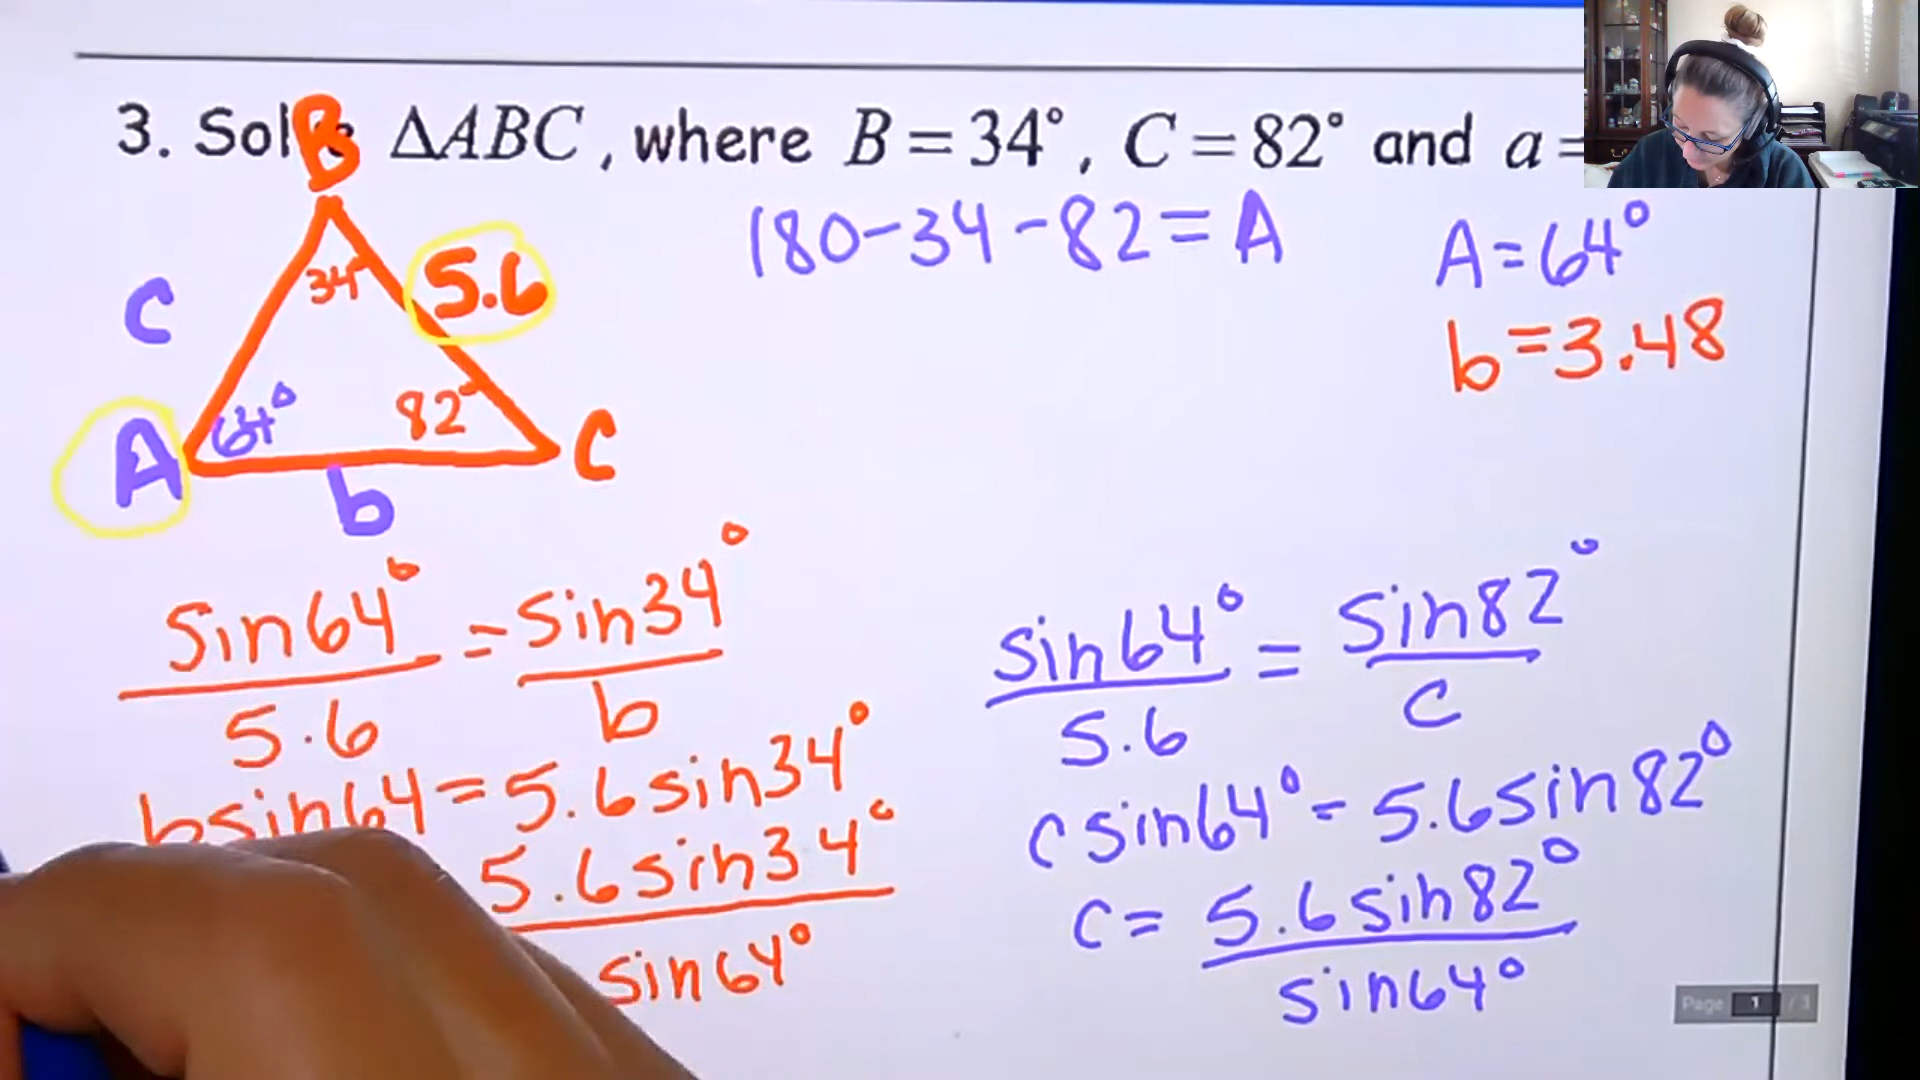 3. Sol ΔABC, where B = 34°, C = 82° and a =
B
180-34-82=A
A=64°
b=3.48
c
34°
5.6
A
64°
82°
C
b
sin64° = sin34°
5.6 b
bsin64=5.6sin34°
5.6sin34°
sin64°
sin64° = sin82°
5.6 c
csin64°=5.6sin82°
c= 5.6sin82°
sin64°
Page 1 / 3